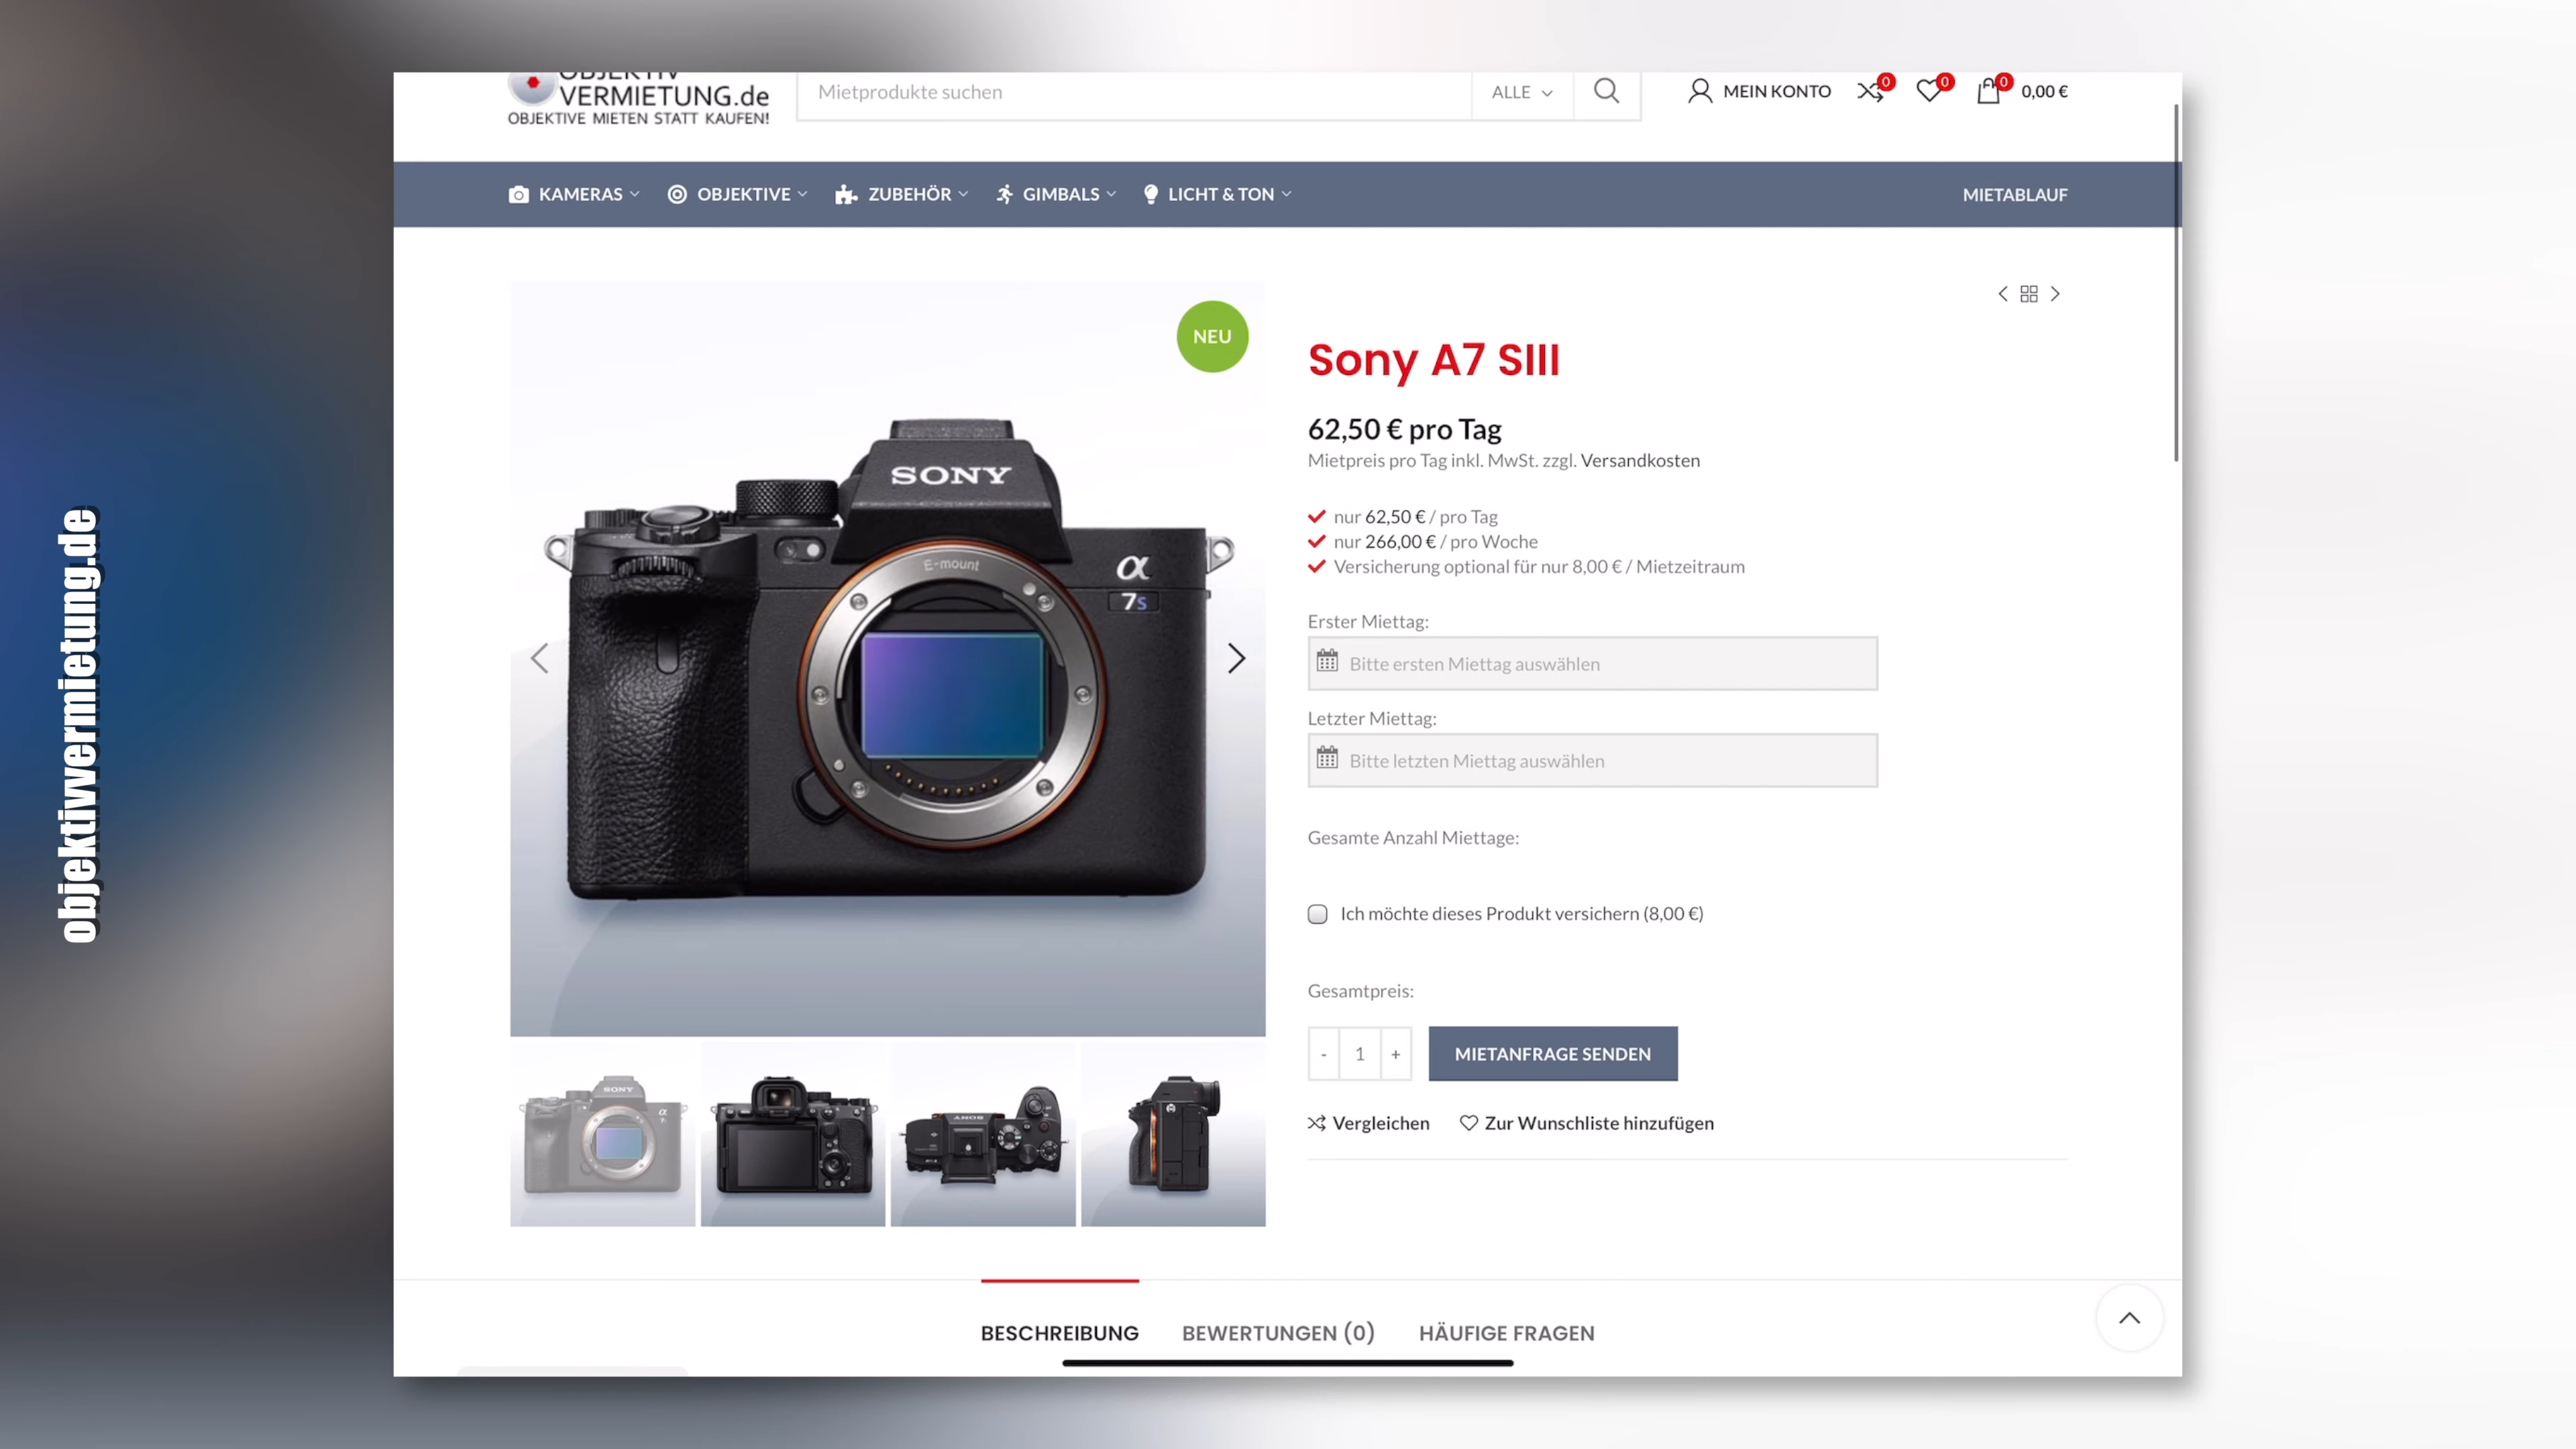 objektivvermietung.de
OBJEKTIV
VERMIETUNG.de
OBJEKTIVE MIETEN STATT KAUFEN!
Mietprodukte suchen
ALLE
MEIN KONTO
0
0
0
0,00 €
KAMERAS
OBJEKTIVE
ZUBEHÖR
GIMBALS
LICHT & TON
MIETABLAUF
NEU
SONY
E-mount
α
7s
Sony A7 SIII
62,50 € pro Tag
Mietpreis pro Tag inkl. MwSt. zzgl. Versandkosten
nur 62,50 € / pro Tag
nur 266,00 € / pro Woche
Versicherung optional für nur 8,00 € / Mietzeitraum
Erster Miettag:
Bitte ersten Miettag auswählen
Letzter Miettag:
Bitte letzten Miettag auswählen
Gesamte Anzahl Miettage:
Ich möchte dieses Produkt versichern (8,00 €)
Gesamtpreis:
- 1 +
MIETANFRAGE SENDEN
Vergleichen
Zur Wunschliste hinzufügen
SONY
α
SONY
BESCHREIBUNG
BEWERTUNGEN (0)
HÄUFIGE FRAGEN